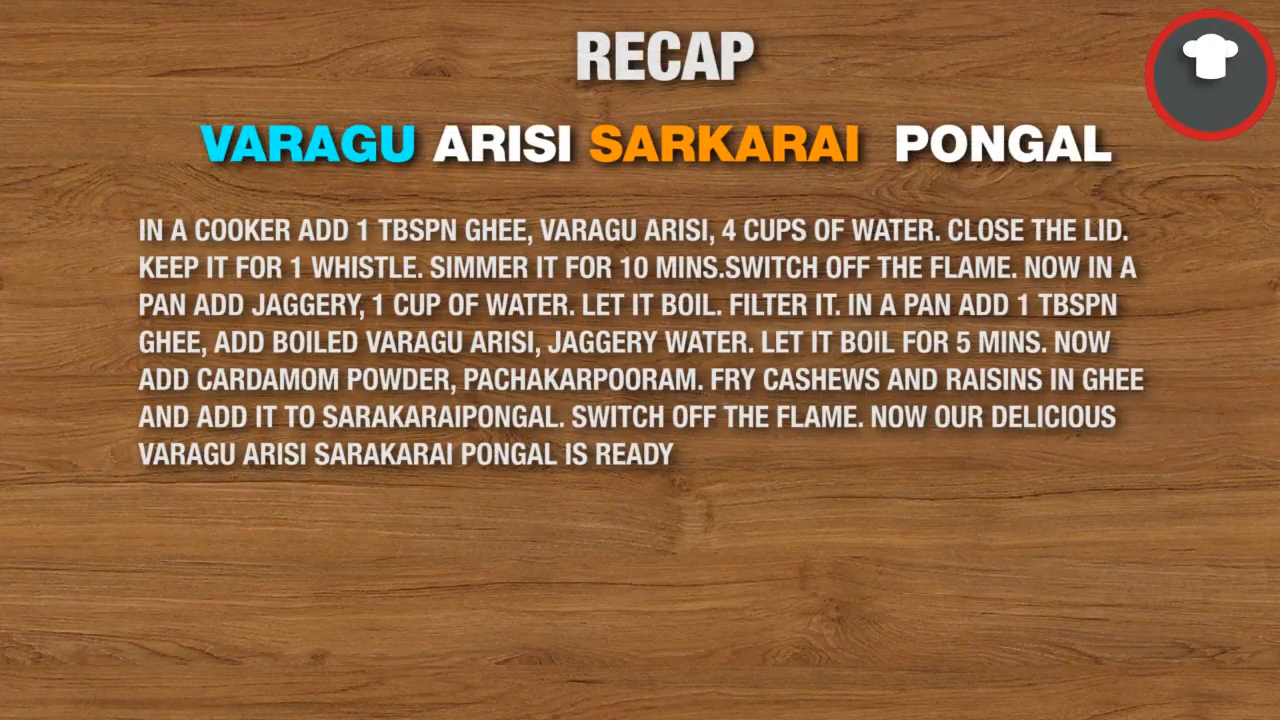 RECAP
VARAGU ARISI SARKARAI PONGAL
IN A COOKER ADD 1 TBSPN GHEE, VARAGU ARISI, 4 CUPS OF WATER. CLOSE THE LID.
KEEP IT FOR 1 WHISTLE. SIMMER IT FOR 10 MINS.SWITCH OFF THE FLAME. NOW IN A
PAN ADD JAGGERY, 1 CUP OF WATER. LET IT BOIL. FILTER IT. IN A PAN ADD 1 TBSPN
GHEE, ADD BOILED VARAGU ARISI, JAGGERY WATER. LET IT BOIL FOR 5 MINS. NOW
ADD CARDAMOM POWDER, PACHAKARPOORAM. FRY CASHEWS AND RAISINS IN GHEE
AND ADD IT TO SARAKARAIPONGAL. SWITCH OFF THE FLAME. NOW OUR DELICIOUS
VARAGU ARISI SARAKARAI PONGAL IS READY